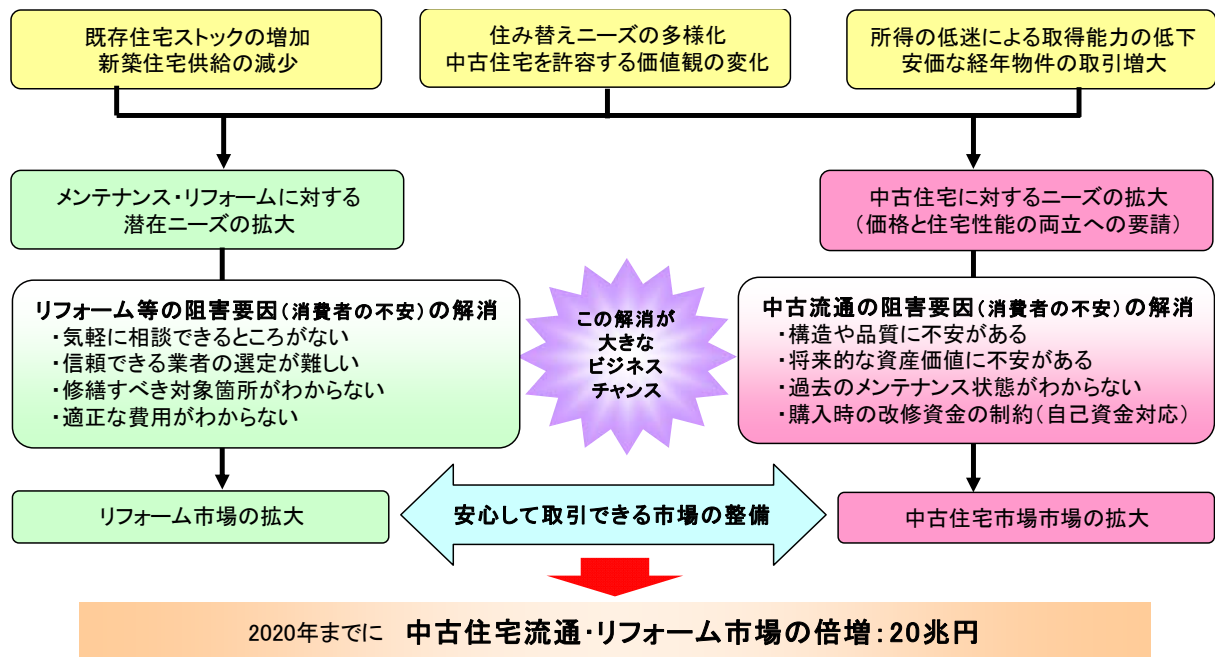 既存住宅ストックの増加
新築住宅供給の減少
住み替えニーズの多様化
中古住宅を許容する価値観の変化
所得の低迷による取得能力の低下
安価な経年物件の取引増大
メンテナンス・リフォームに対する
潜在ニーズの拡大
中古住宅に対するニーズの拡大
（価格と住宅性能の両立への要請）
リフォーム等の阻害要因（消費者の不安）の解消
・気軽に相談できるところがない
・信頼できる業者の選定が難しい
・修繕すべき対象箇所がわからない
・適正な費用がわからない
この解消が
大きな
ビジネス
チャンス
中古流通の阻害要因（消費者の不安）の解消
・構造や品質に不安がある
・将来的な資産価値に不安がある
・過去のメンテナンス状態がわからない
・購入時の改修資金の制約（自己資金対応）
リフォーム市場の拡大
安心して取引できる市場の整備
中古住宅市場市場の拡大
2020年までに 中古住宅流通・リフォーム市場の倍増：20兆円